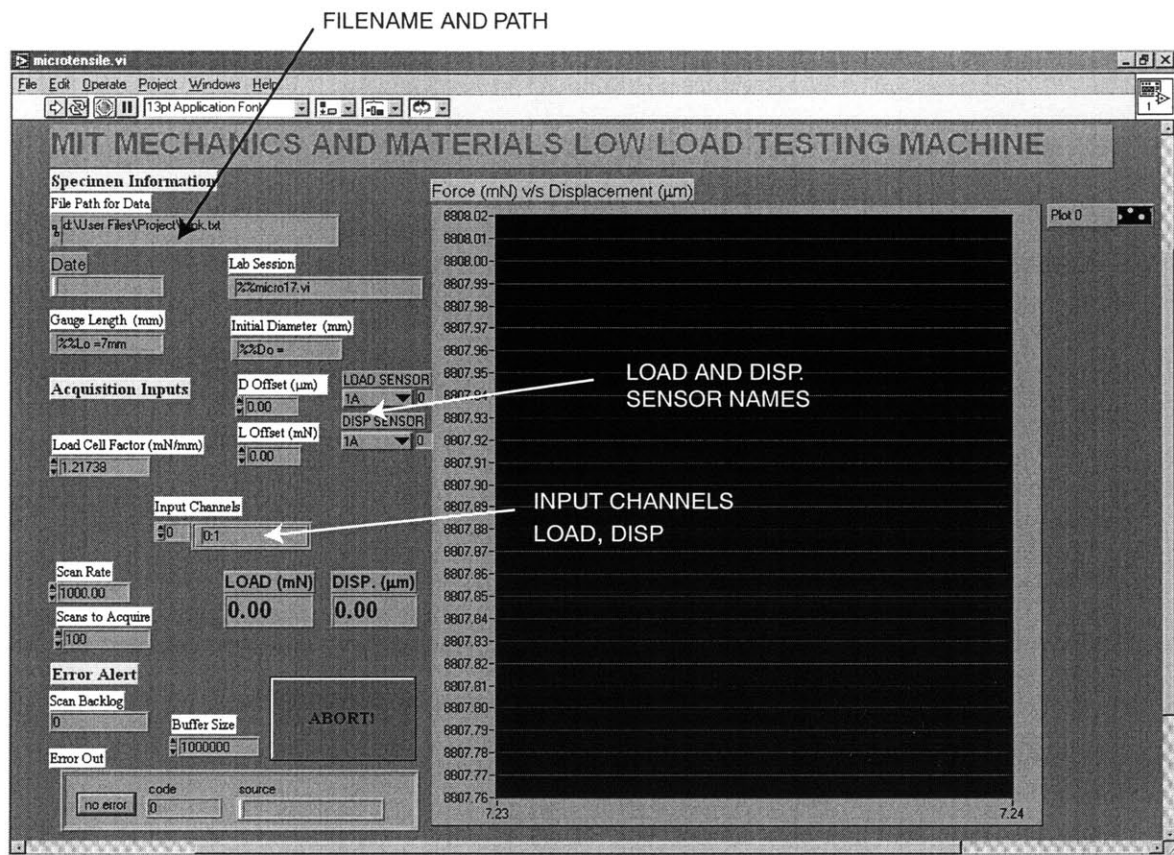 FILENAME AND PATH
microtensile.vi
File Edit Operate Project Windows Help
13pt Application Font
1
MIT MECHANICS AND MATERIALS LOW LOAD TESTING MACHINE
Specimen Information
File Path for Data
Date
Lab Session
%%micro17.vi
Gauge Length (mm)
%%Lo =7mm
Initial Diameter (mm)
%%Do =
Acquisition Inputs
D Offset (µm)
0.00
LOAD SENSOR
1A 0
DISP SENSOR
1A 0
L Offset (mN)
0.00
Load Cell Factor (mN/mm)
1.21738
LOAD AND DISP.
SENSOR NAMES
Input Channels
0 0:1
INPUT CHANNELS
LOAD, DISP
Scan Rate
1000.00
Scans to Acquire
100
LOAD (mN)
0.00
DISP. (µm)
0.00
Error Alert
Scan Backlog
0
Buffer Size
1000000
ABORT!
Error Out
no error
code
0
source
Force (mN) v/s Displacement (µm)
8808.02
8808.01
8808.00
8807.99
8807.98
8807.97
8807.96
8807.95
8807.94
8807.93
8807.92
8807.91
8807.90
8807.89
8807.88
8807.87
8807.86
8807.85
8807.84
8807.83
8807.82
8807.81
8807.80
8807.79
8807.78
8807.77
8807.76
7.23
7.24
Plot 0